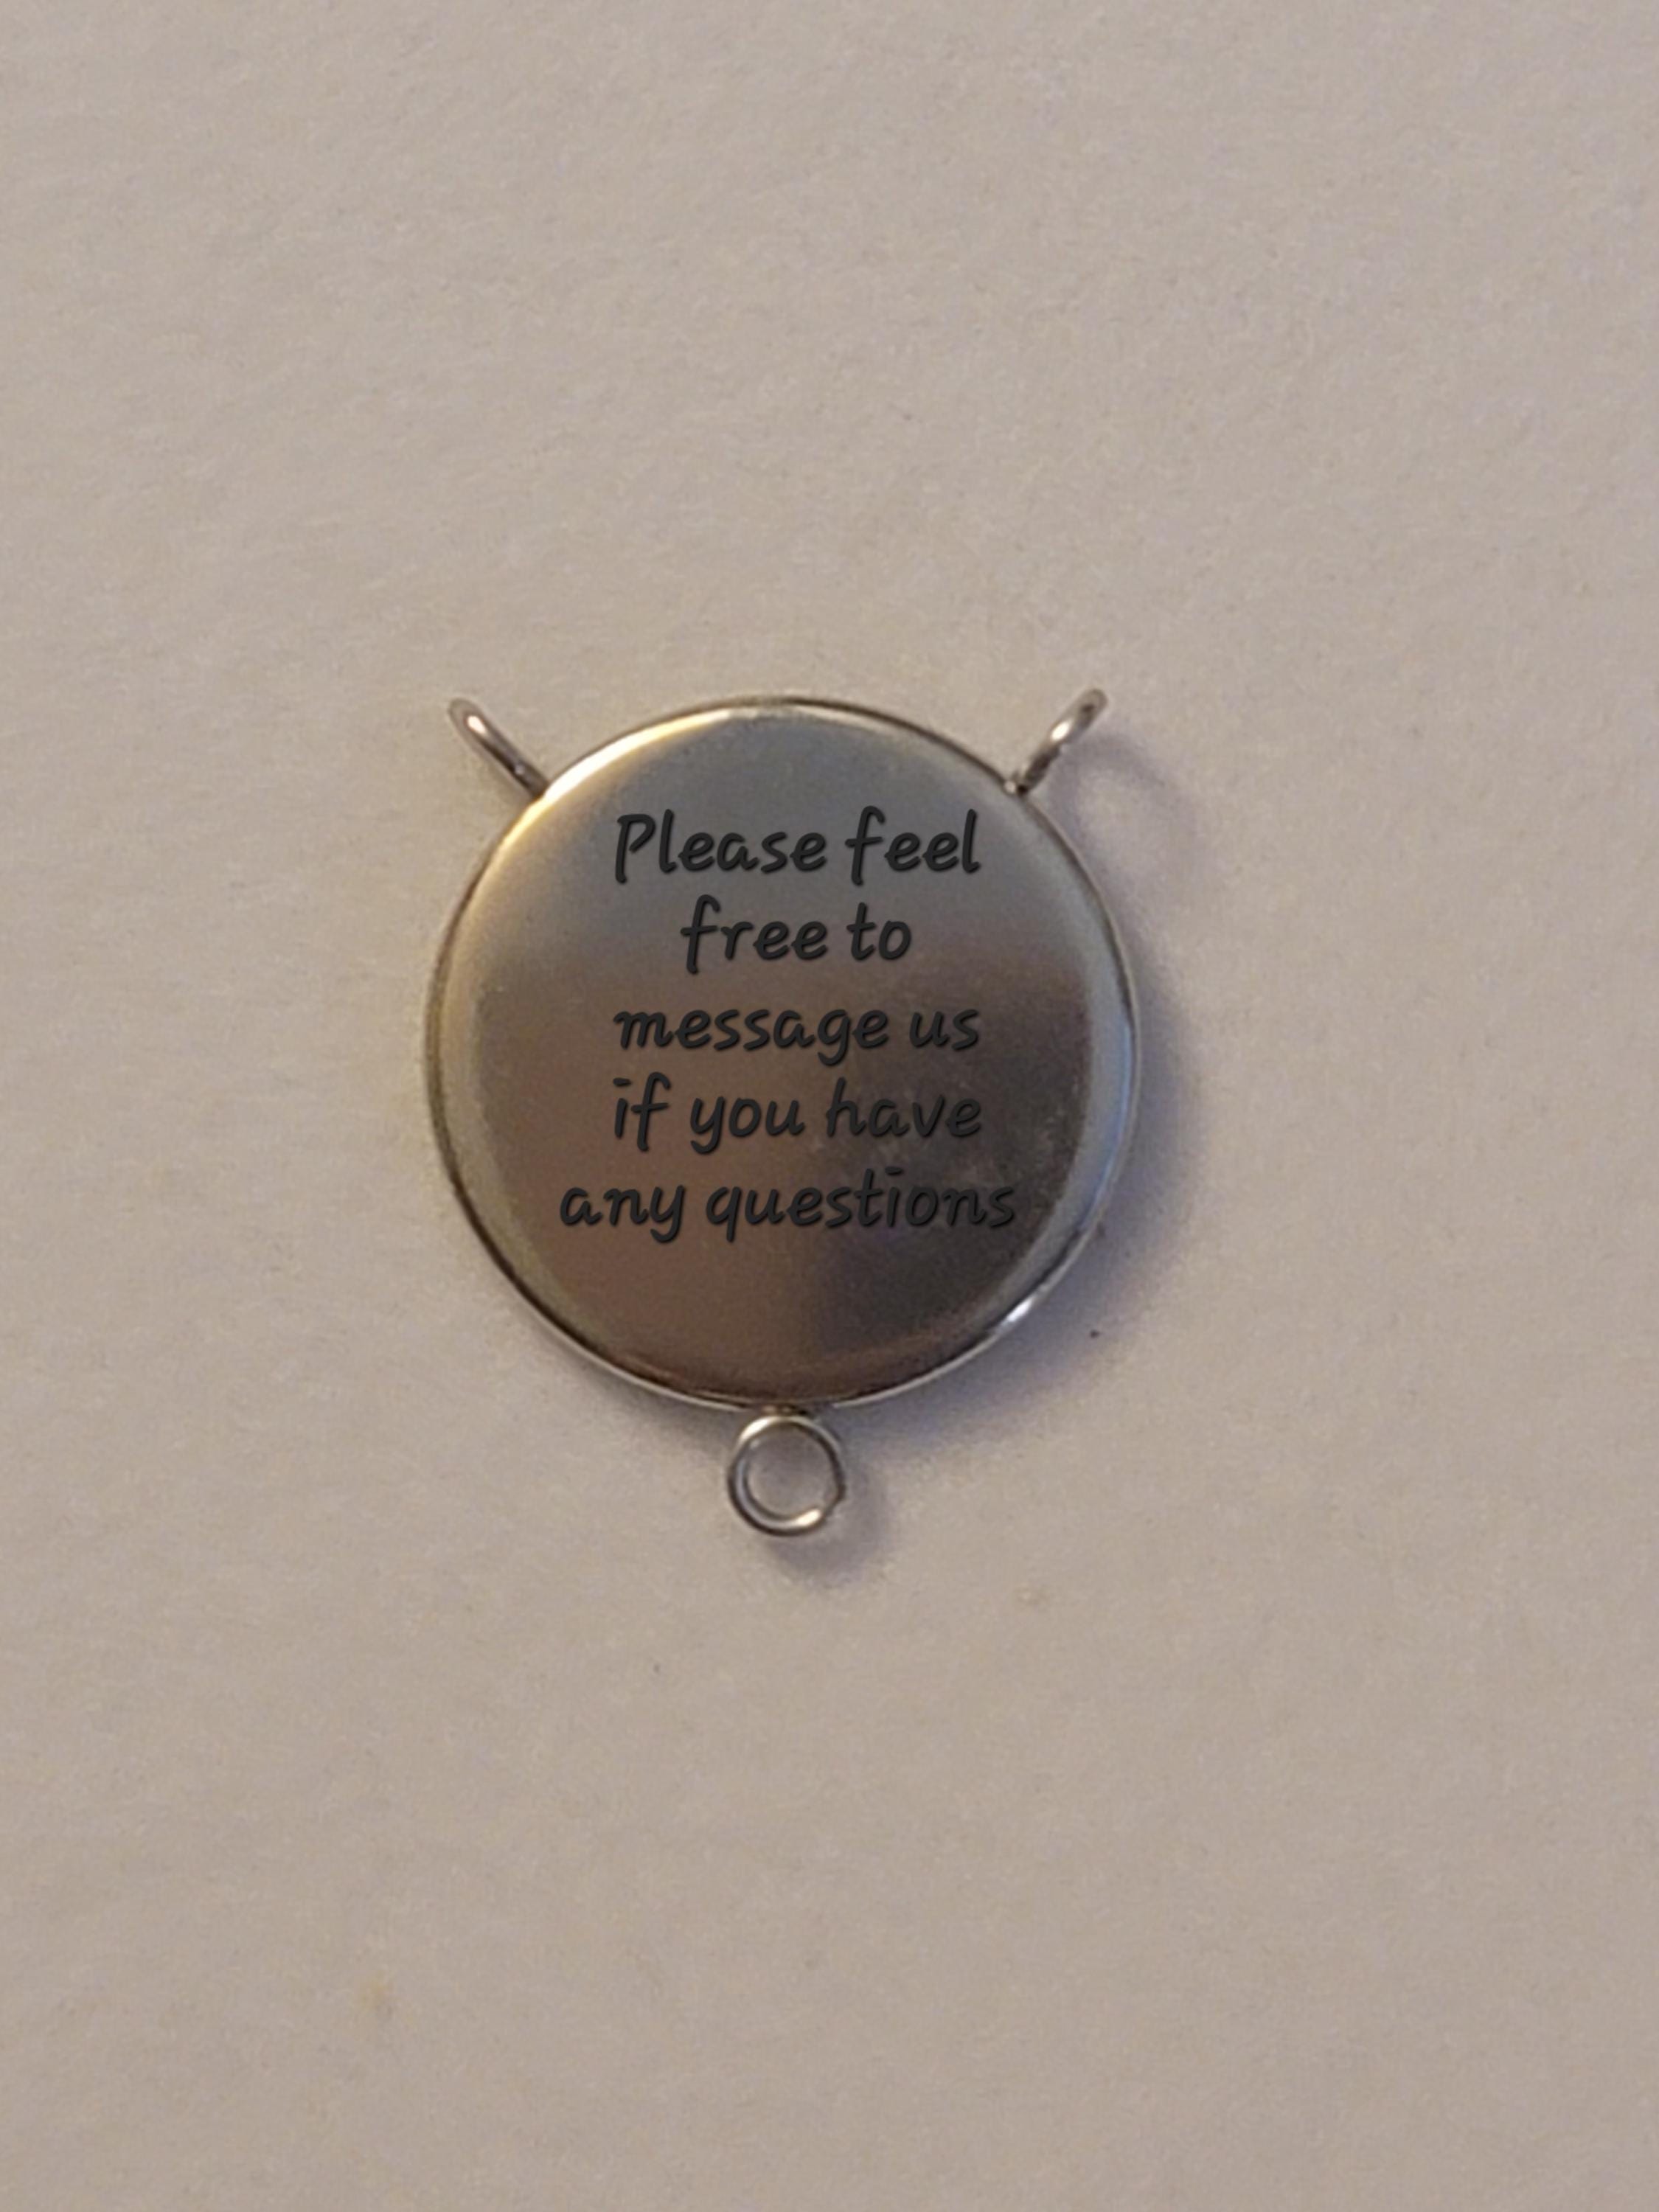 Please feel
free to
message us
if you have
any questions